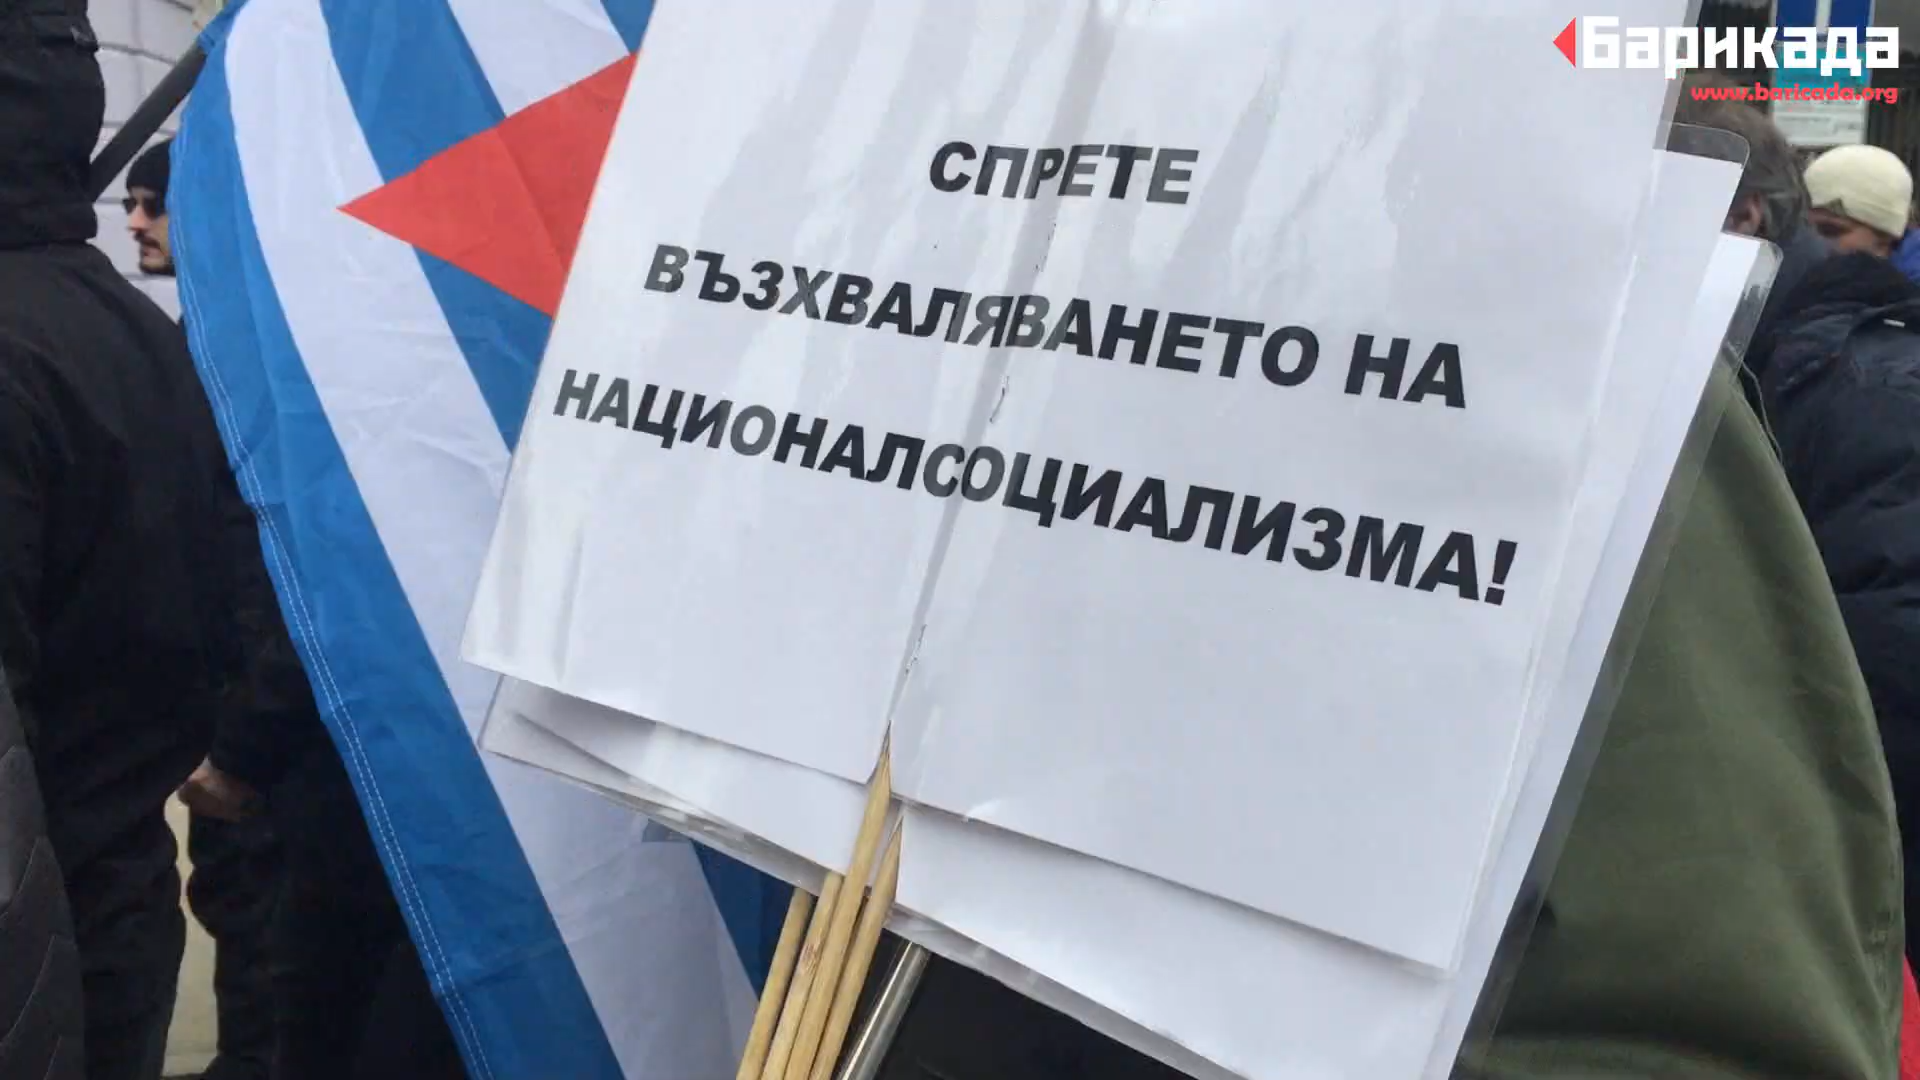 Барикада
www.baricada.org
СПРЕТЕ
ВЪЗХВАЛЯВАНЕТО НА
НАЦИОНАЛСОЦИАЛИЗМА!